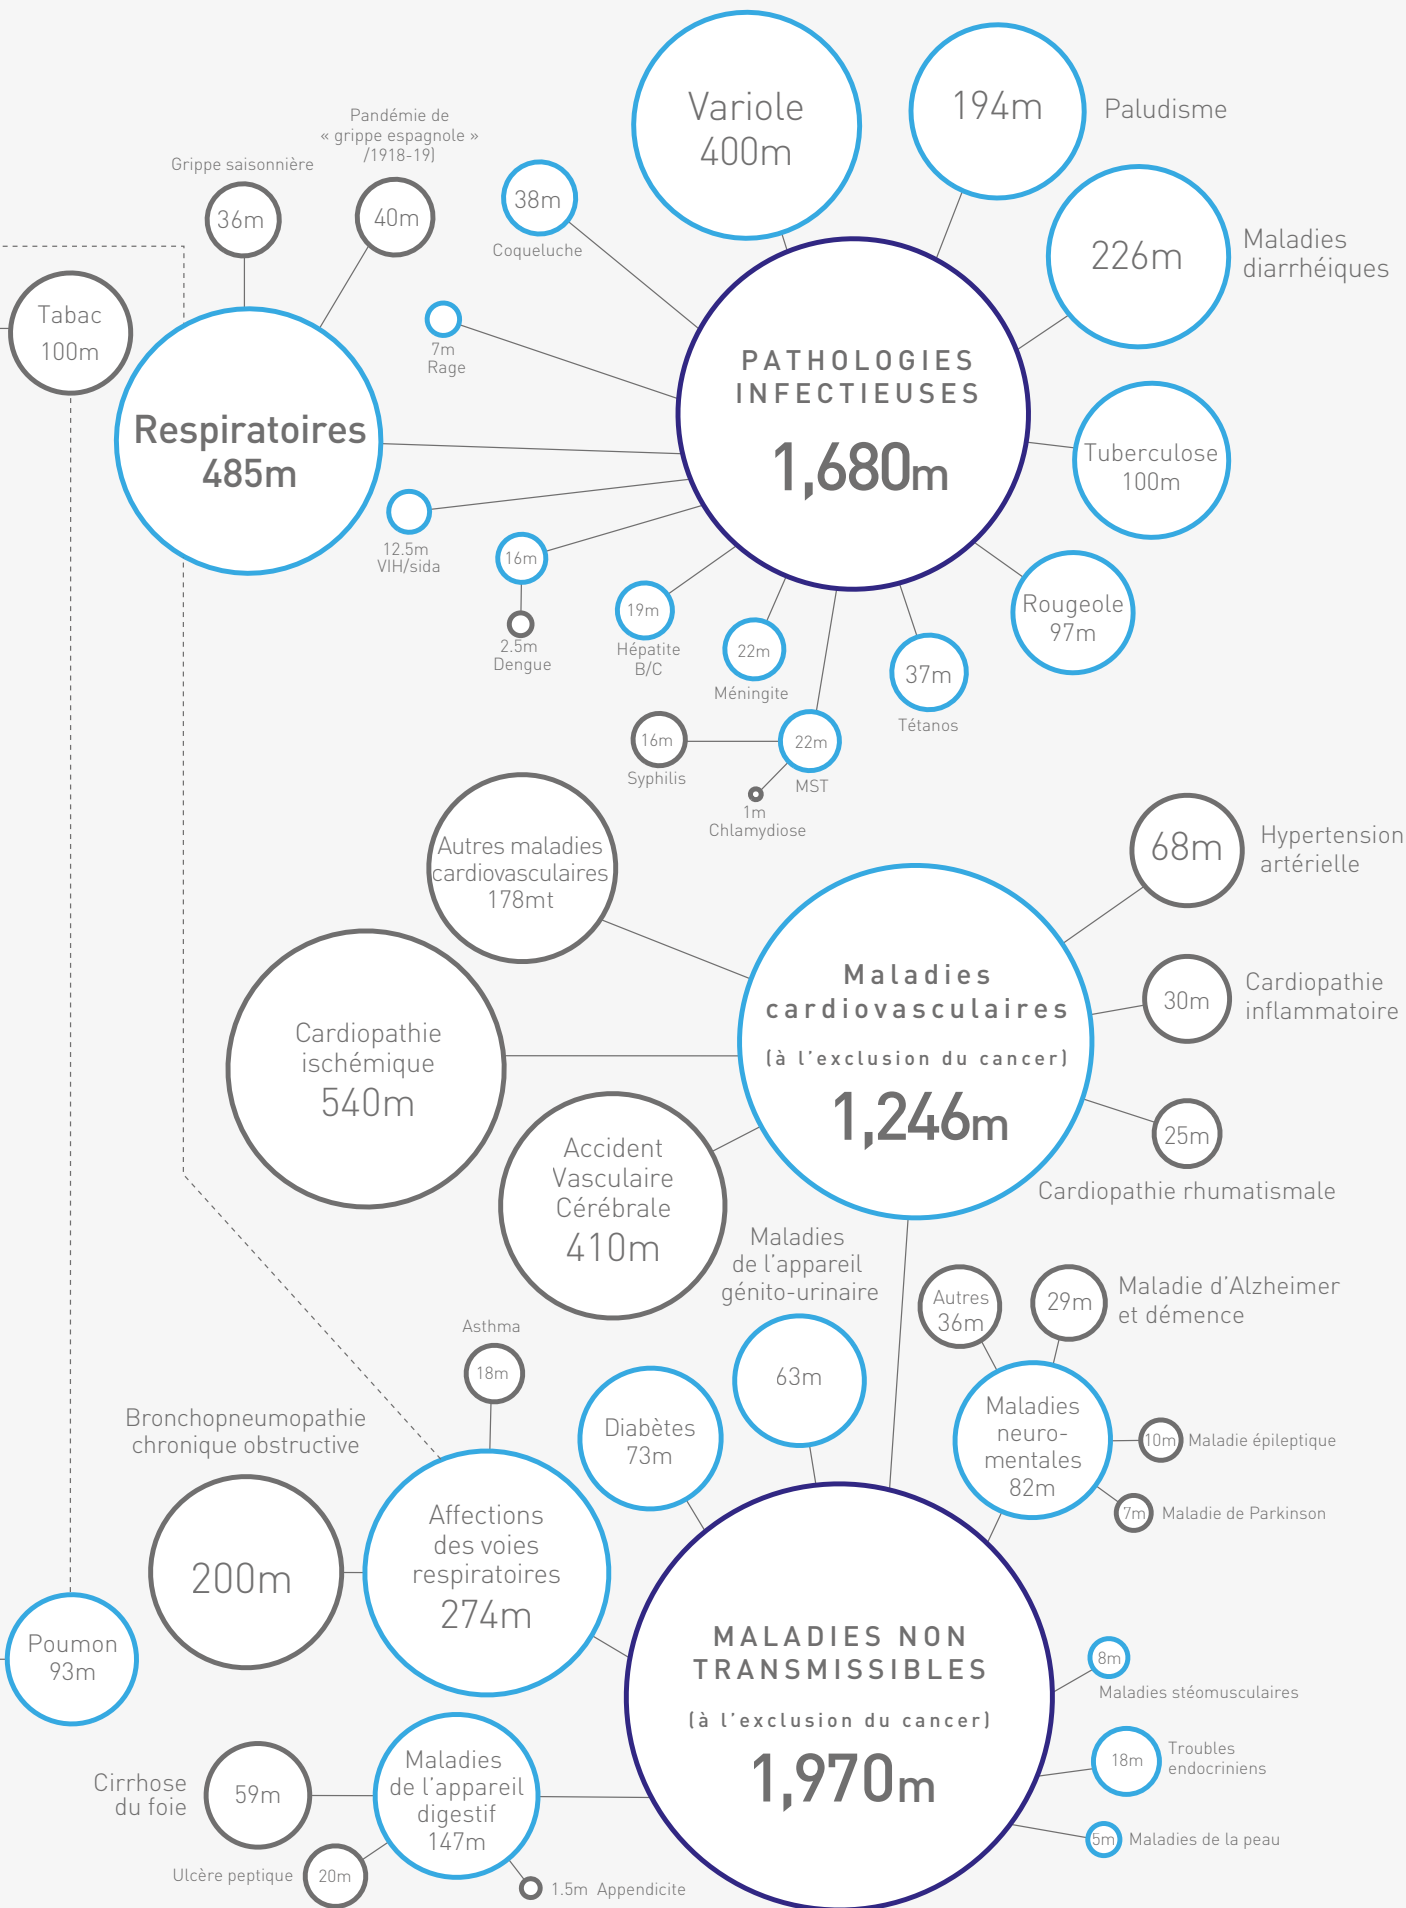 Variole
400m
194m
Paludisme
Pandémie de
« grippe espagnole »
/1918-19)
Grippe saisonnière
36m
40m
38m
Coqueluche
226m
Maladies
diarrhéiques
Tabac
100m
7m
Rage
PATHOLOGIES
INFECTIEUSES
1,680m
Respiratoires
485m
Tuberculose
100m
12.5m
VIH/sida
16m
2.5m
Dengue
19m
Hépatite
B/C
22m
Méningite
37m
Tétanos
Rougeole
97m
16m
Syphilis
22m
MST
1m
Chlamydiose
Autres maladies
cardiovasculaires
178mt
68m
Hypertension
artérielle
Maladies
cardiovasculaires
(à l'exclusion du cancer)
1,246m
30m
Cardiopathie
inflammatoire
Cardiopathie
ischémique
540m
25m
Cardiopathie rhumatismale
Accident
Vasculaire
Cérébrale
410m
Maladies
de l'appareil
génito-urinaire
63m
Autres
36m
29m
Maladie d'Alzheimer
et démence
Asthma
18m
Diabètes
73m
Maladies
neuro-
mentales
82m
10m
Maladie épileptique
7m
Maladie de Parkinson
Bronchopneumopathie
chronique obstructive
200m
Affections
des voies
respiratoires
274m
Poumon
93m
MALADIES NON
TRANSMISSIBLES
(à l'exclusion du cancer)
1,970m
8m
Maladies stéomusculaires
18m
Troubles
endocriniens
5m
Maladies de la peau
Cirrhose
du foie
59m
Maladies
de l'appareil
digestif
147m
Ulcère peptique
20m
1.5m Appendicite